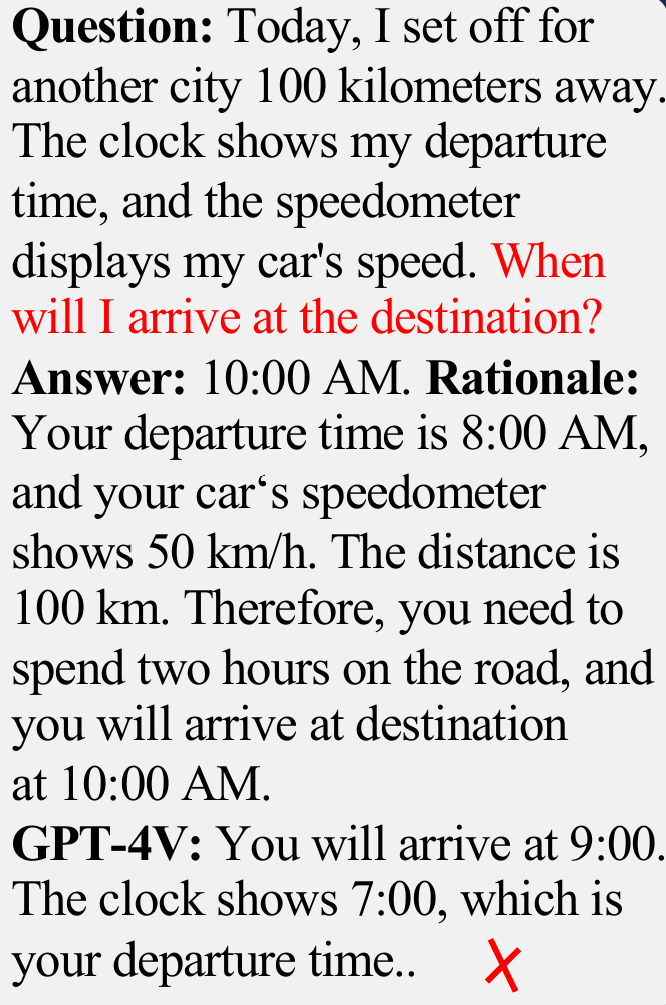 Question: Today, I set off for
another city 100 kilometers away.
The clock shows my departure
time, and the speedometer
displays my car's speed. When
will I arrive at the destination?
Answer: 10:00 AM. Rationale:
Your departure time is 8:00 AM,
and your car‘s speedometer
shows 50 km/h. The distance is
100 km. Therefore, you need to
spend two hours on the road, and
you will arrive at destination
at 10:00 AM.
GPT-4V: You will arrive at 9:00.
The clock shows 7:00, which is
your departure time..